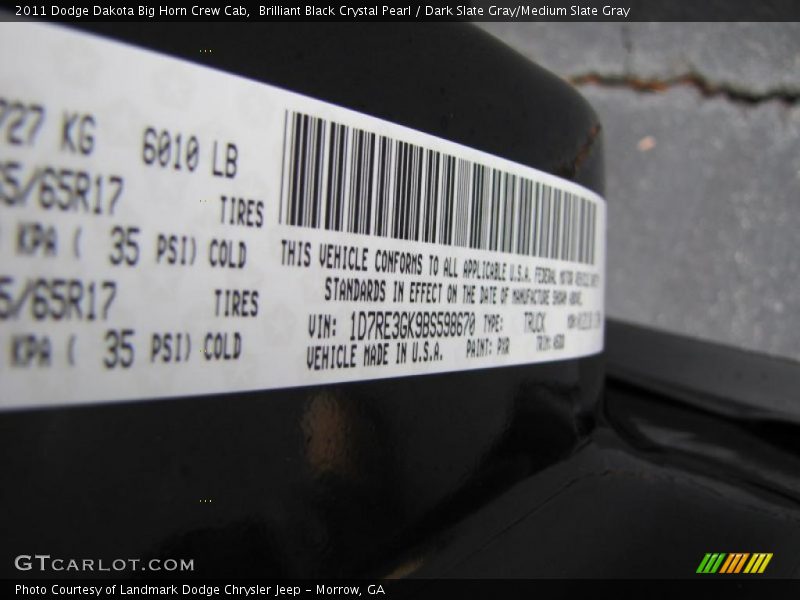 2011 Dodge Dakota Big Horn Crew Cab,  Brilliant Black Crystal Pearl / Dark Slate Gray/Medium Slate Gray
727 KG   6010 LB
5/65R17
TIRES
KPA (  35 PSI) COLD
5/65R17   TIRES
KPA (  35 PSI) COLD
THIS VEHICLE CONFORMS TO ALL APPLICABLE U.S.A. FEDERAL MOTOR VEHICLE SAFETY
STANDARDS IN EFFECT ON THE DATE OF MANUFACTURE SHOWN ABOVE.
VIN: 1D7RE3GK9BS598670 TYPE: TRUCK
VEHICLE MADE IN U.S.A.   PAINT: PXR   TRIM:
GTCARLOT.COM
Photo Courtesy of Landmark Dodge Chrysler Jeep - Morrow, GA